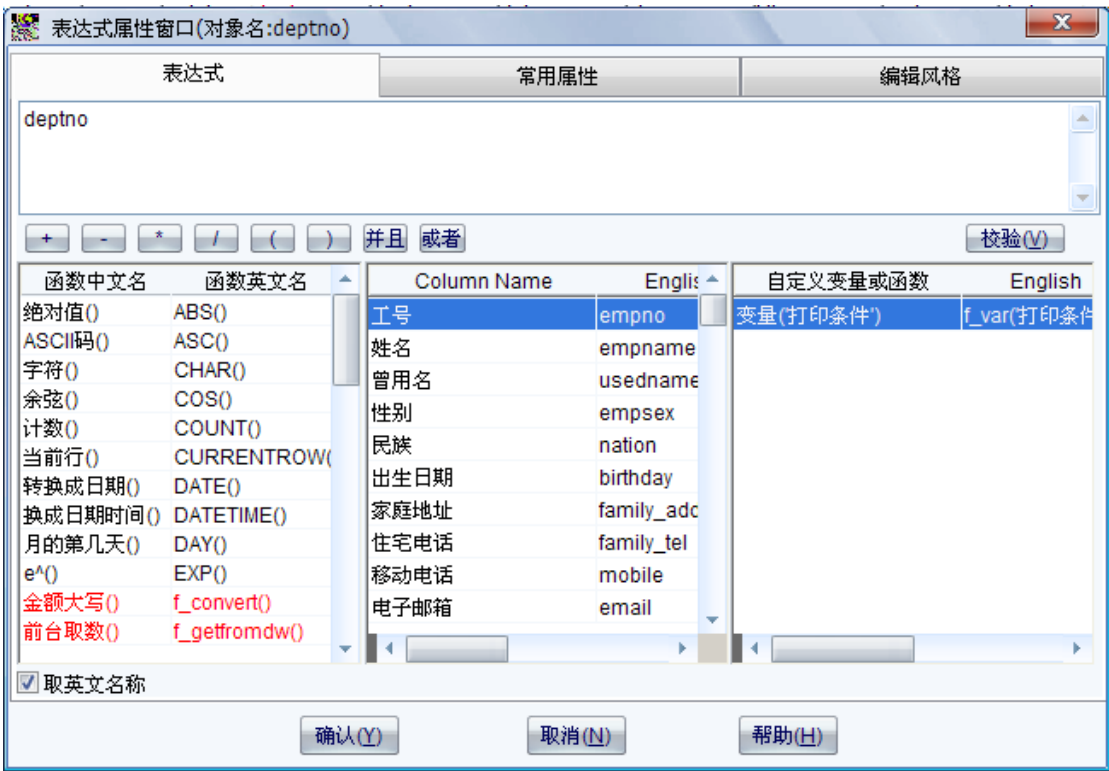 表达式属性窗口(对象名:deptno)
表达式 常用属性 编辑风格
deptno
+ - * / ( ) 并且 或者 校验(V)
函数中文名 函数英文名
绝对值() ABS()
ASCII码() ASC()
字符() CHAR()
余弦() COS()
计数() COUNT()
当前行() CURRENTROW(
转换成日期() DATE()
换成日期时间() DATETIME()
月的第几天() DAY()
e^() EXP()
金额大写() f_convert()
前台取数() f_getfromdw()
Column Name Englis
工号 empno
姓名 empname
曾用名 usedname
性别 empsex
民族 nation
出生日期 birthday
家庭地址 family_add
住宅电话 family_tel
移动电话 mobile
电子邮箱 email
自定义变量或函数 English
变量('打印条件') f_var('打印条件
取英文名称
确认(Y) 取消(N) 帮助(H)